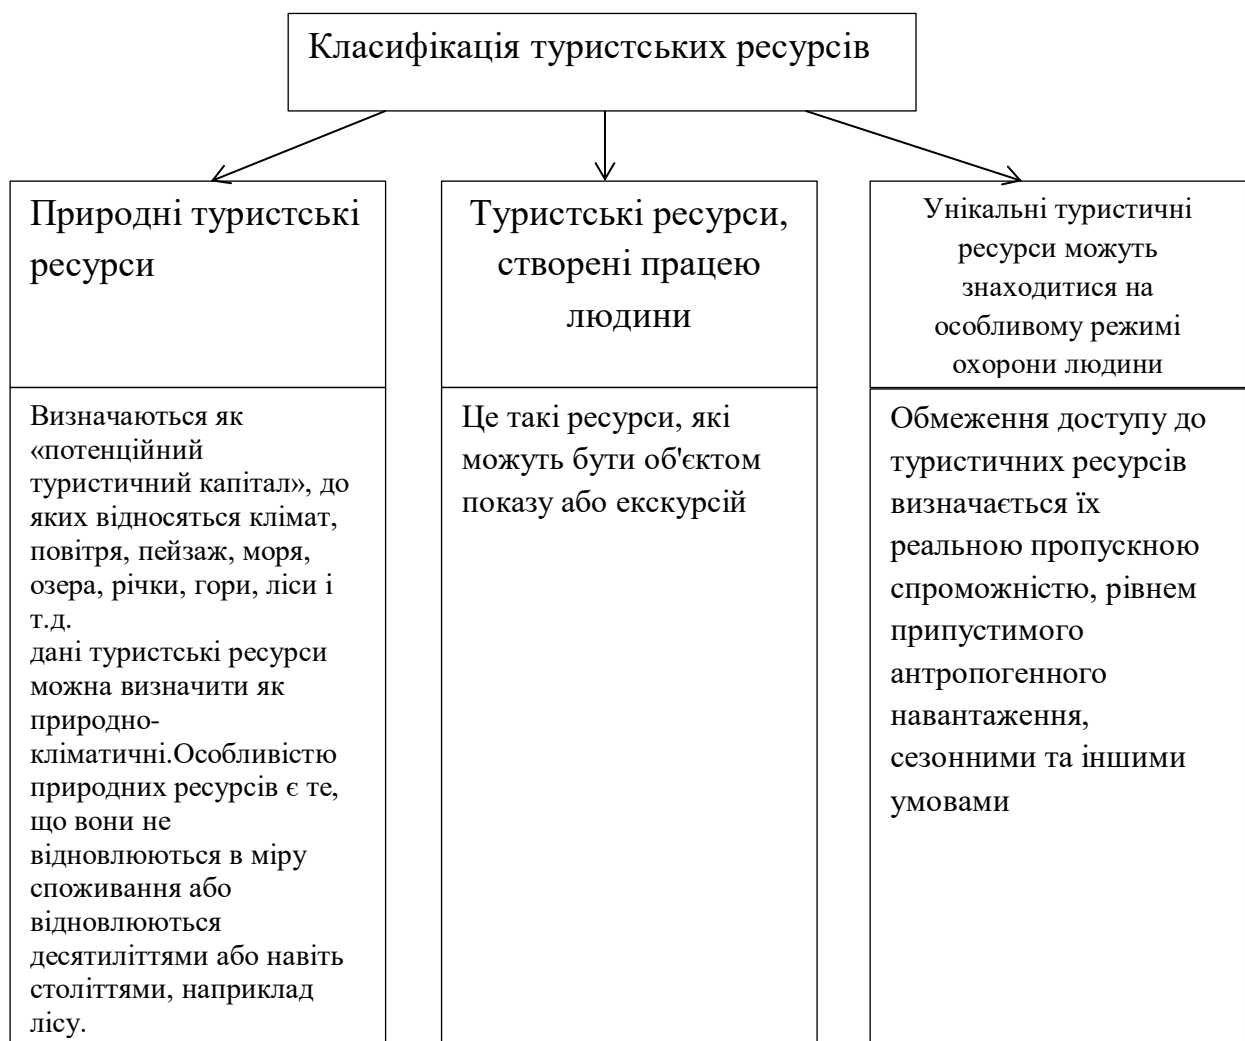 Класифікація туристських ресурсів
Природні туристські
ресурси
Туристські ресурси,
створені працею
людини
Унікальні туристичні
ресурси можуть
знаходитися на
особливому режимі
охорони людини
Визначаються як
«потенційний
туристичний капітал», до
яких відносяться клімат,
повітря, пейзаж, моря,
озера, річки, гори, ліси і
т.д.
дані туристські ресурси
можна визначити як
природно-
кліматичні.Особливістю
природних ресурсів є те,
що вони не
відновлюються в міру
споживання або
відновлюються
десятиліттями або навіть
століттями, наприклад
лісу.
Це такі ресурси, які
можуть бути об'єктом
показу або екскурсій
Обмеження доступу до
туристичних ресурсів
визначається їх
реальною пропускною
спроможністю, рівнем
припустимого
антропогенного
навантаження,
сезонними та іншими
умовами